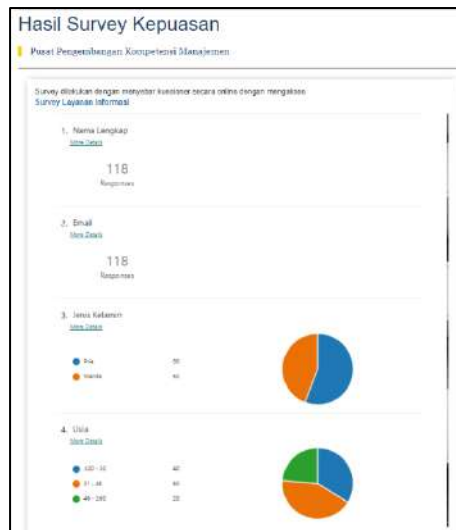 Hasil Survey Kepuasan
Pusat Pengembangan Kompetensi Manajemen
Survey dilakukan dengan menyebar kuesioner secara online dengan mengakses
Survey Layanan Informasi
1. Nama Lengkap
More Details
118
Responses
2. Email
More Details
118
Responses
3. Jenis Kelamin
More Details
Pria
Wanita
4. Usia
More Details